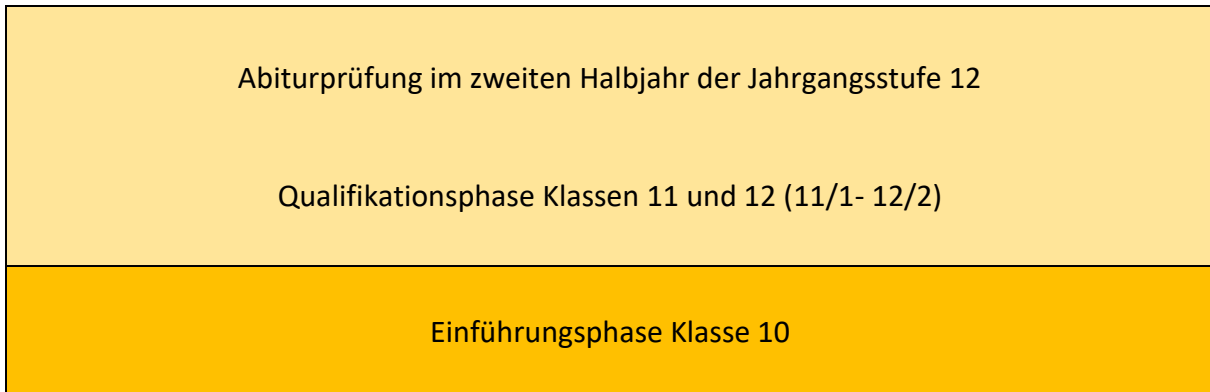 Abiturprüfung im zweiten Halbjahr der Jahrgangsstufe 12
Qualifikationsphase Klassen 11 und 12 (11/1- 12/2)
Einführungsphase Klasse 10